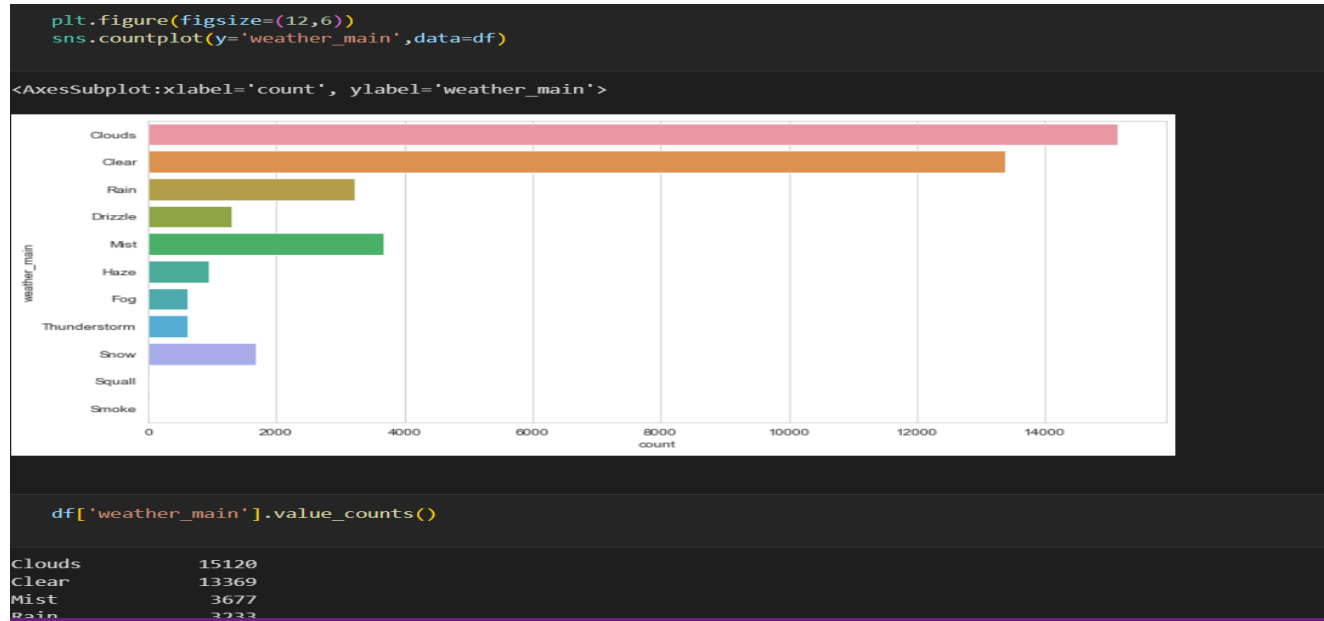 plt.figure(figsize=(12,6))
sns.countplot(y='weather_main',data=df)
<AxesSubplot:xlabel='count', ylabel='weather_main'>
Clouds
Clear
Rain
Drizzle
Mist
Haze
Fog
Thunderstorm
Snow
Squall
Smoke
weather_main
0 2000 4000 6000 8000 10000 12000 14000
count
df['weather_main'].value_counts()
Clouds 15120
Clear 13369
Mist 3677
Rain 3233